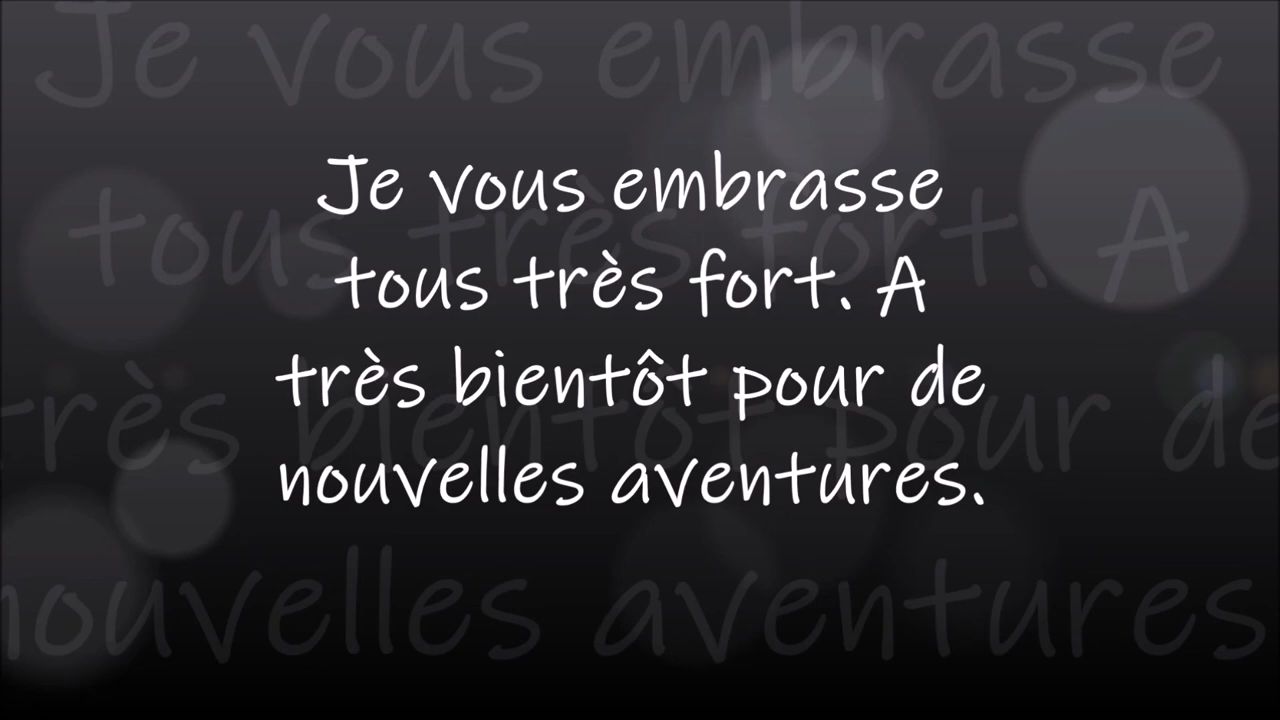 Je vous embrasse
tous très fort. A
très bientôt pour de
nouvelles aventures.